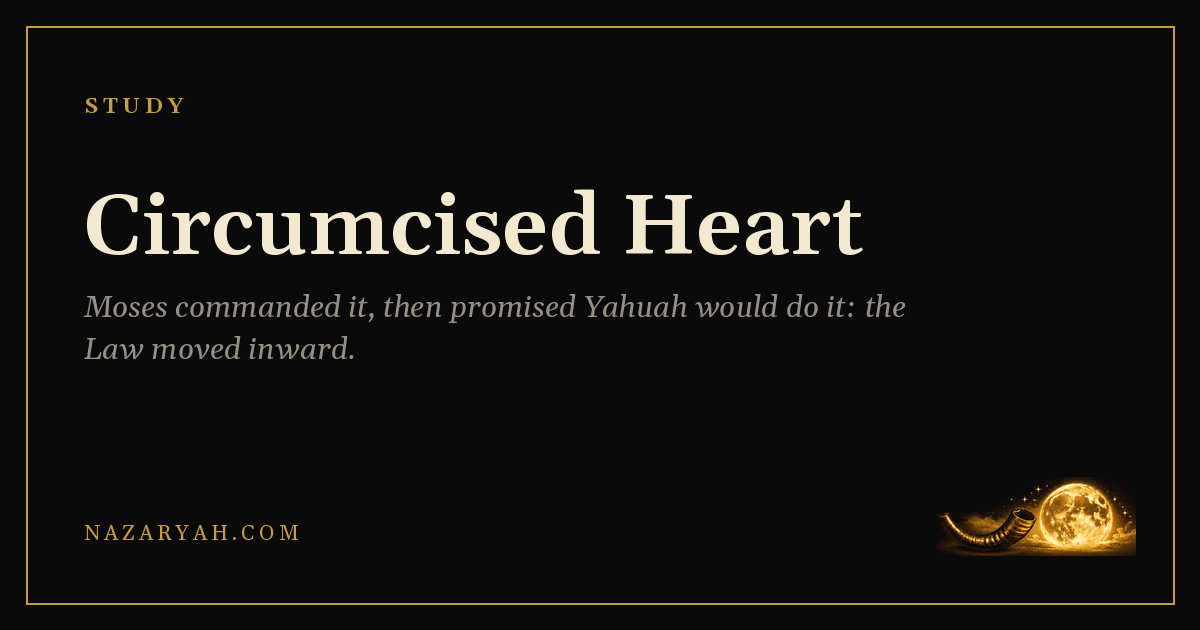 STUDY
Circumcised Heart
Moses commanded it, then promised Yahuah would do it: the
Law moved inward.
NAZARYAH.COM